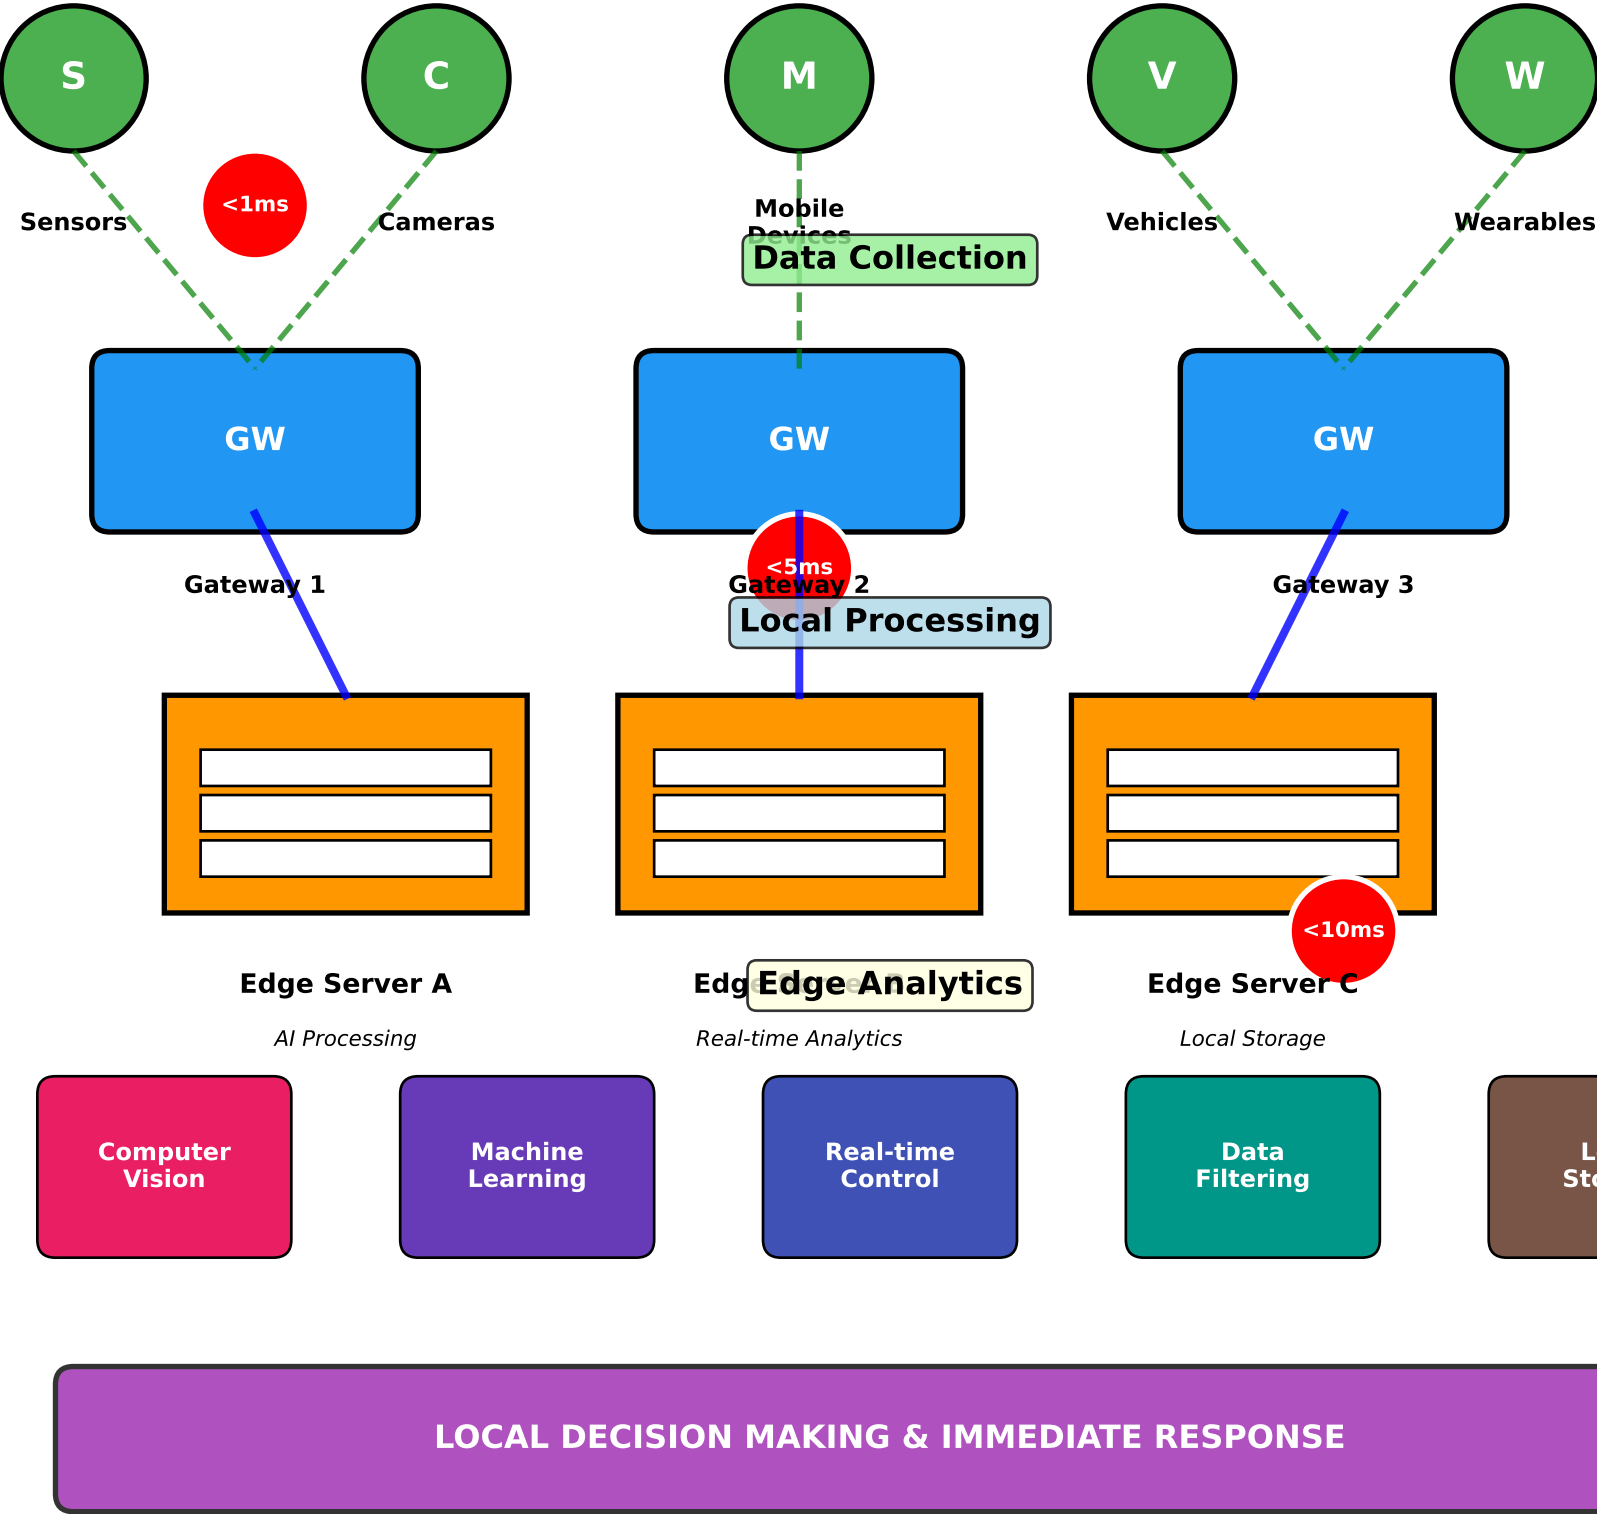 S
C
M
V
W
<1ms
Sensors
Cameras
Mobile
Devices
Vehicles
Wearables
Data Collection
GW
GW
GW
<5ms
Gateway 1
Gateway 2
Gateway 3
Local Processing
<10ms
Edge Server A
Edge Server
Edge Analytics
Edge Server C
AI Processing
Real-time Analytics
Local Storage
Computer
Vision
Machine
Learning
Real-time
Control
Data
Filtering
LOCAL DECISION MAKING & IMMEDIATE RESPONSE